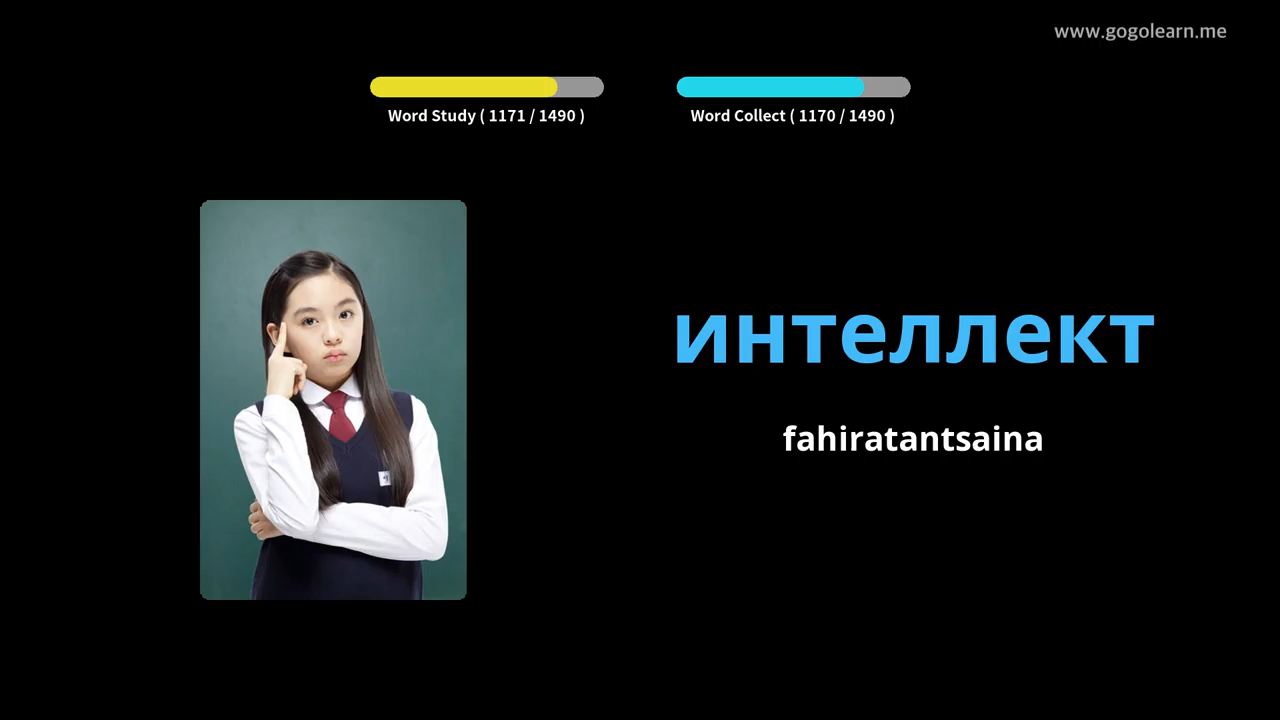 www.gogolearn.me
Word Study ( 1171 / 1490 )
Word Collect ( 1170 / 1490 )
интеллект
fahiratantsaina